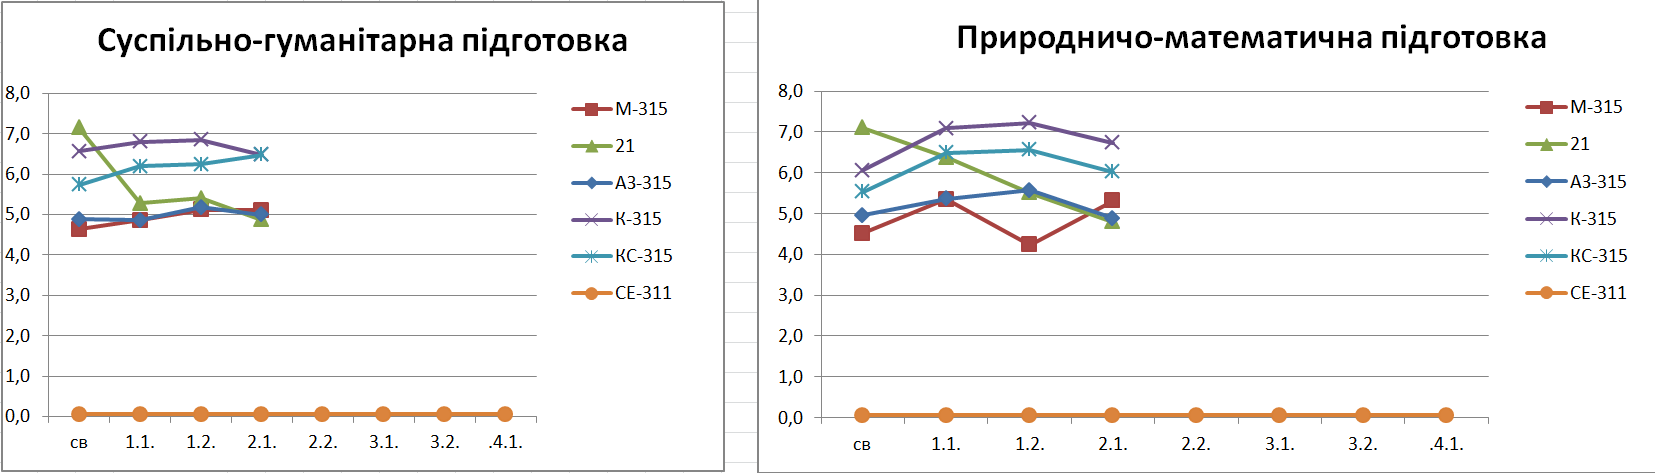 Суспільно-гуманітарна підготовка
8,0
7,0
6,0
5,0
4,0
3,0
2,0
1,0
0,0
св 1.1. 1.2. 2.1. 2.2. 3.1. 3.2. .4.1.
М-315
21
АЗ-315
К-315
КС-315
СЕ-311
Природничо-математична підготовка
8,0
7,0
6,0
5,0
4,0
3,0
2,0
1,0
0,0
св 1.1. 1.2. 2.1. 2.2. 3.1. 3.2. .4.1.
М-315
21
АЗ-315
К-315
КС-315
СЕ-311